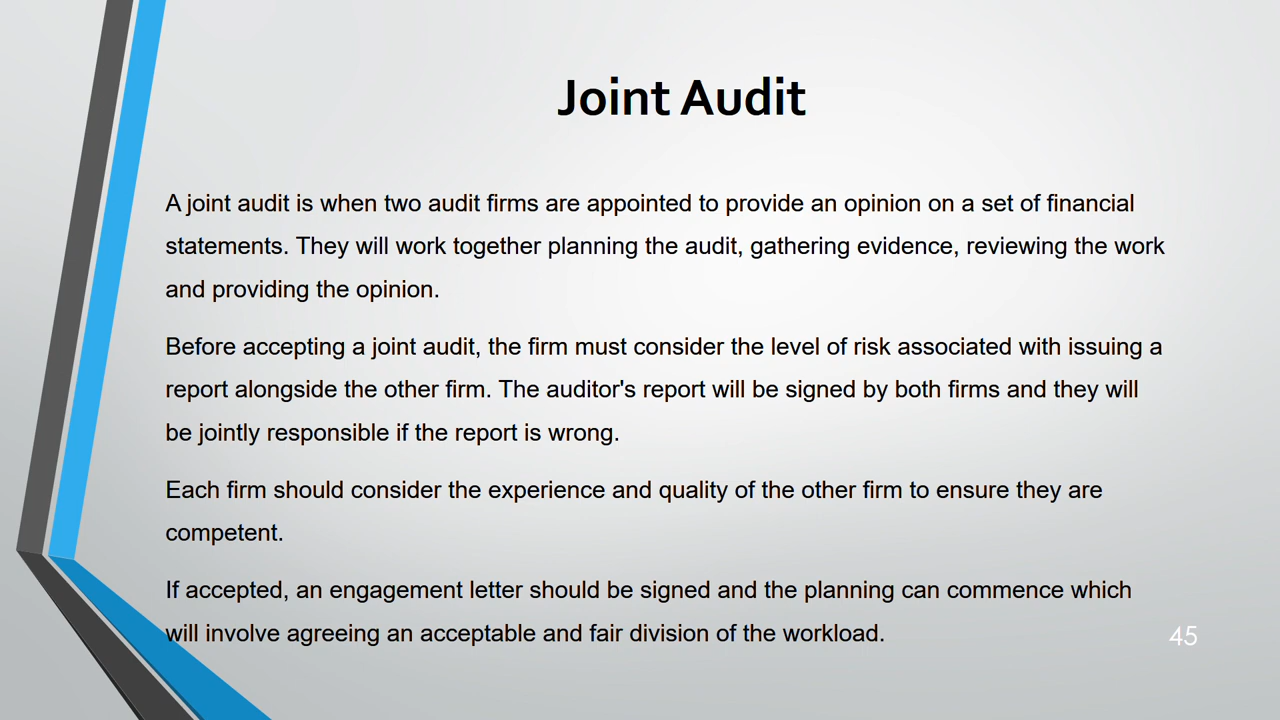 Joint Audit
A joint audit is when two audit firms are appointed to provide an opinion on a set of financial
statements. They will work together planning the audit, gathering evidence, reviewing the work
and providing the opinion.
Before accepting a joint audit, the firm must consider the level of risk associated with issuing a
report alongside the other firm. The auditor's report will be signed by both firms and they will
be jointly responsible if the report is wrong.
Each firm should consider the experience and quality of the other firm to ensure they are
competent.
If accepted, an engagement letter should be signed and the planning can commence which
will involve agreeing an acceptable and fair division of the workload.
45